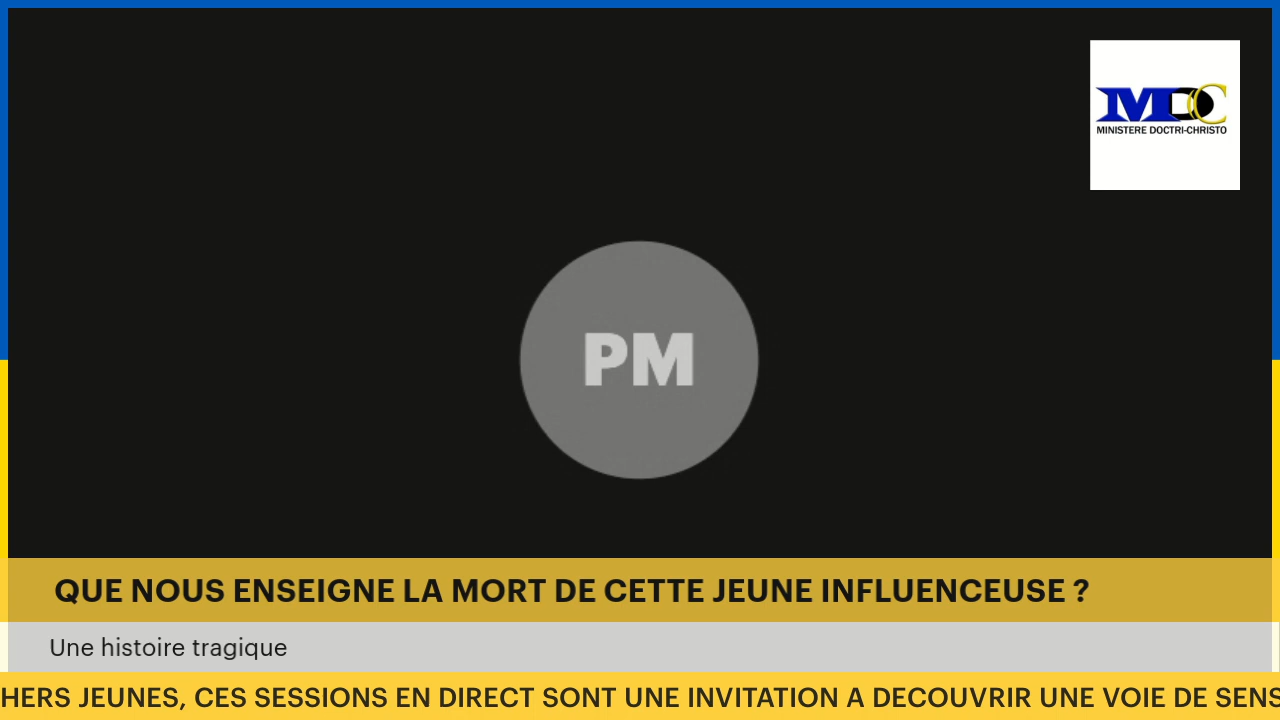 MDC
MINISTERE DOCTRI-CHRISTO
PM
QUE NOUS ENSEIGNE LA MORT DE CETTE JEUNE INFLUENCEUSE ?
Une histoire tragique
HERS JEUNES, CES SESSIONS EN DIRECT SONT UNE INVITATION A DECOUVRIR UNE VOIE DE SENS